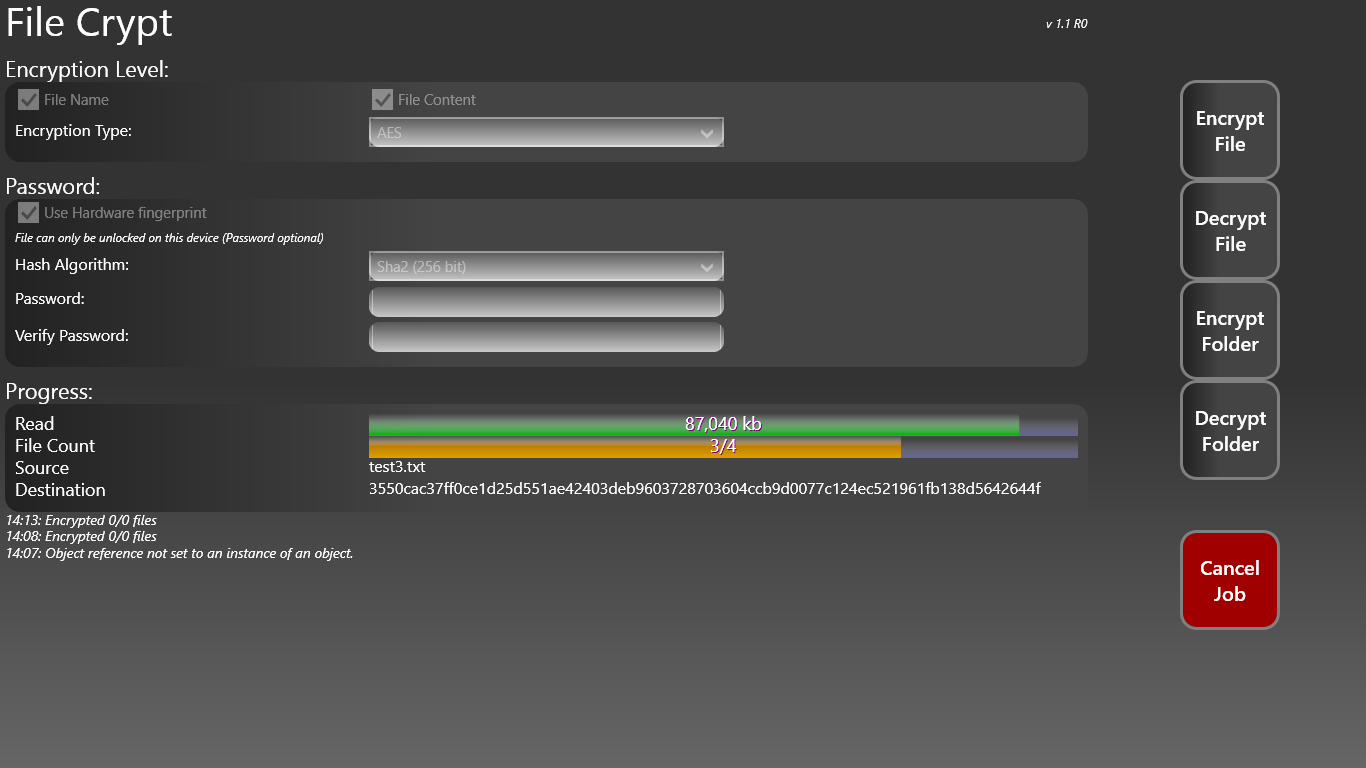 File Crypt
v 1.1 R0
Encryption Level:
File Name
File Content
Encryption Type:
AES
Password:
Use Hardware fingerprint
File can only be unlocked on this device (Password optional)
Hash Algorithm:
Sha2 (256 bit)
Password:
Verify Password:
Progress:
Read
87,040 kb
File Count
3/4
Source
test3.txt
Destination
3550cac37ff0ce1d25d551ae42403deb9603728703604ccb9d0077c124ec521961fb138d5642644f
14:13: Encrypted 0/0 files
14:08: Encrypted 0/0 files
14:07: Object reference not set to an instance of an object.
Encrypt
File
Decrypt
File
Encrypt
Folder
Decrypt
Folder
Cancel
Job